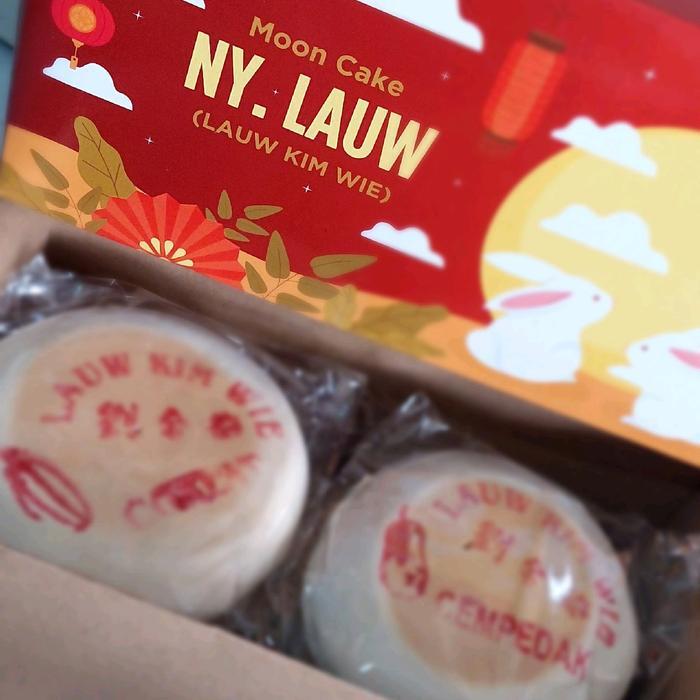 Moon Cake
NY. LAUW
(LAUW KIM WIE)
LAUW KIM WIE
LAUW KIM WIE
CEMPEDAK